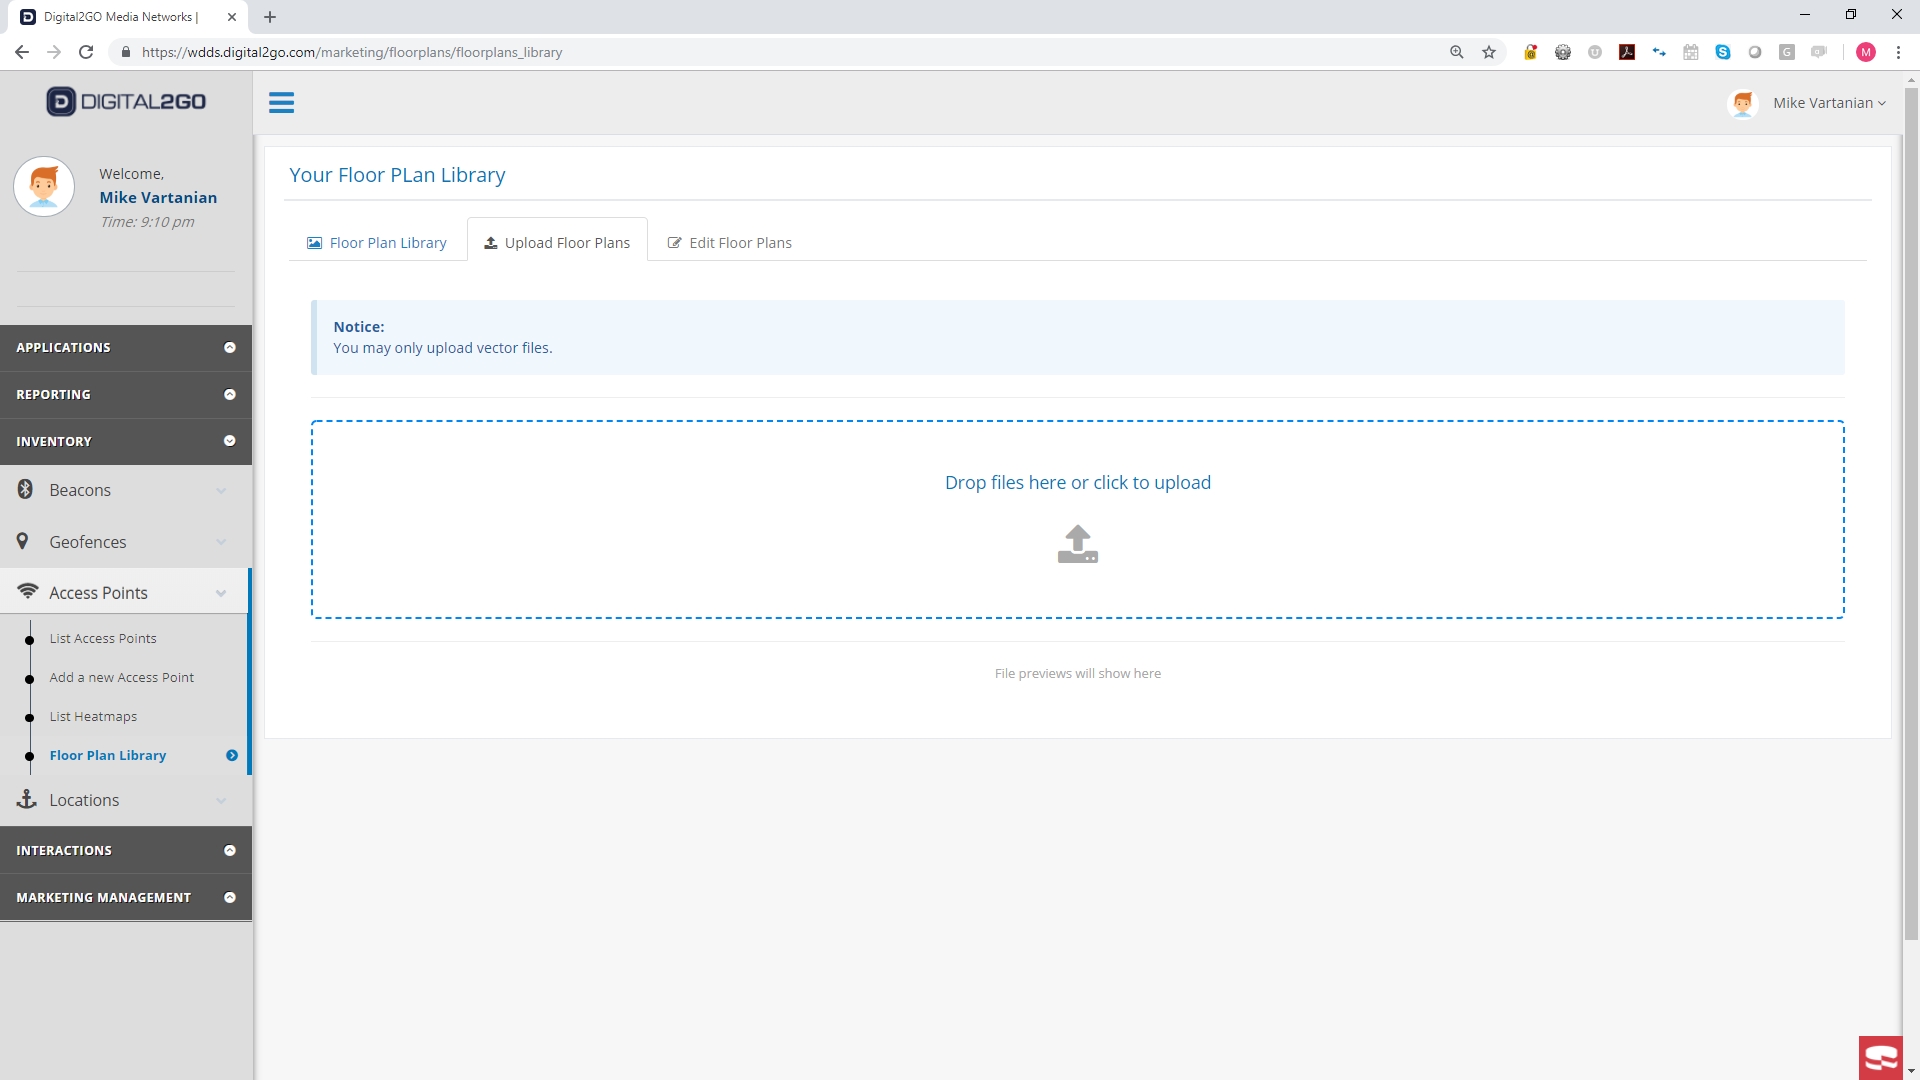 Digital2GO Media Networks |
https://wdds.digital2go.com/marketing/floorplans/floorplans_library
M
DIGITAL2GO
Mike Vartanian
Welcome,
Mike Vartanian
Time: 9:10 pm
Your Floor PLan Library
Floor Plan Library
Upload Floor Plans
Edit Floor Plans
Notice:
You may only upload vector files.
Drop files here or click to upload
File previews will show here
APPLICATIONS
REPORTING
INVENTORY
Beacons
Geofences
Access Points
List Access Points
Add a new Access Point
List Heatmaps
Floor Plan Library
Locations
INTERACTIONS
MARKETING MANAGEMENT